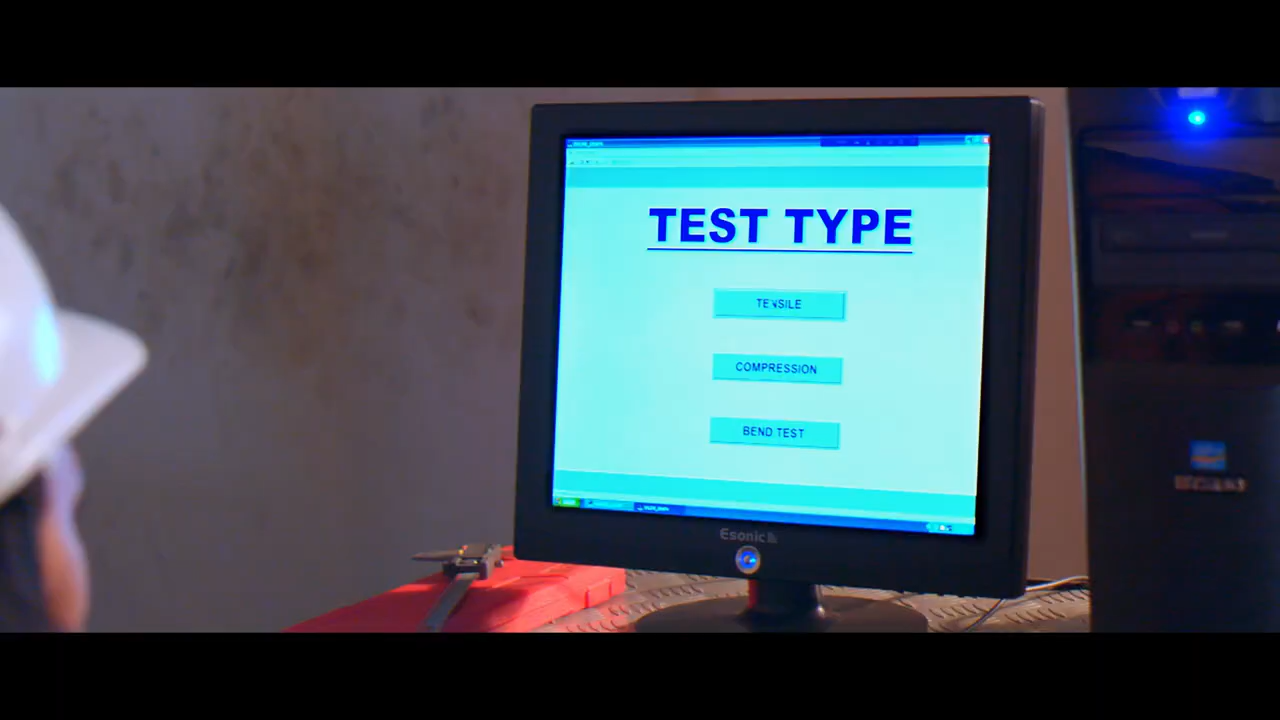 TEST TYPE
TENSILE
COMPRESSION
BEND TEST
Esonic